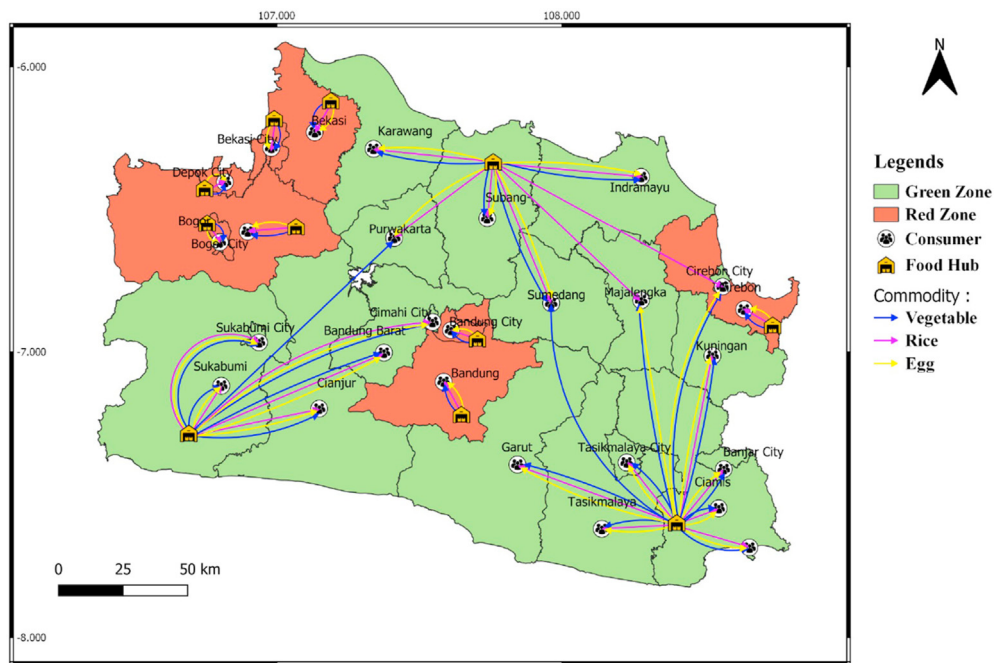 107.000
108.000
-6.000
-7.000
-8.000
N
Bekasi
Bekasi City
Karawang
Depok City
Indramayu
Subang
Bogor
Bogor City
Purwakarta
Cirebon City
Cirebon
Sumedang
Majalengka
Cimahi City
Sukabumi City
Bandung Barat
Bandung City
Kuningan
Sukabumi
Cianjur
Bandung
Garut
Tasikmalaya City
Banjar City
Ciamis
Tasikmalaya
0 25 50 km
Legends
Green Zone
Red Zone
Consumer
Food Hub
Commodity :
Vegetable
Rice
Egg